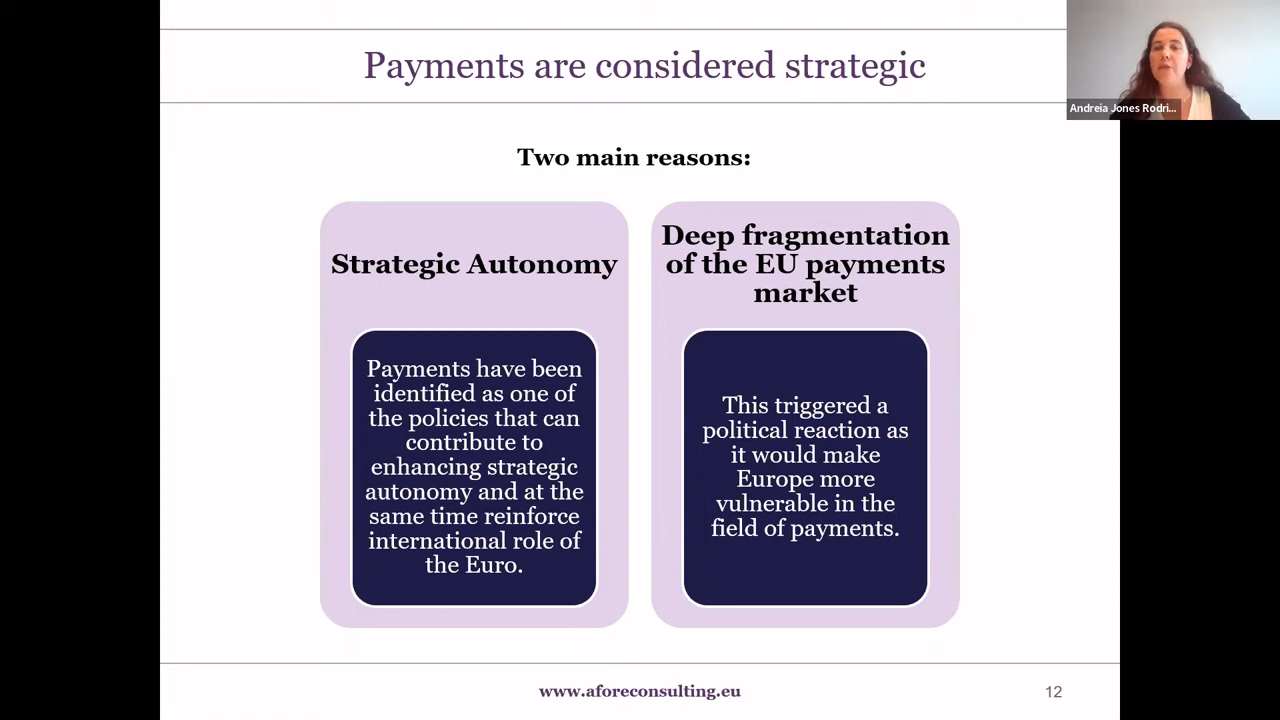 Payments are considered strategic
Andreia Jones Rodri...
Two main reasons:
Strategic Autonomy
Payments have been
identified as one of
the policies that can
contribute to
enhancing strategic
autonomy and at the
same time reinforce
international role of
the Euro.
Deep fragmentation
of the EU payments
market
This triggered a
political reaction as
it would make
Europe more
vulnerable in the
field of payments.
www.aforeconsulting.eu
12